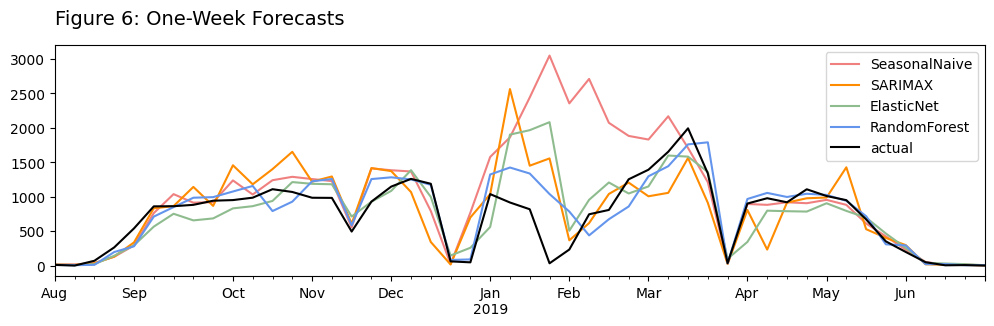 Figure 6: One-Week Forecasts
3000
2500
2000
1500
1000
500
0
SeasonalNaive
SARIMAX
ElasticNet
RandomForest
actual
Aug Sep Oct Nov Dec Jan Feb Mar Apr May Jun
2019